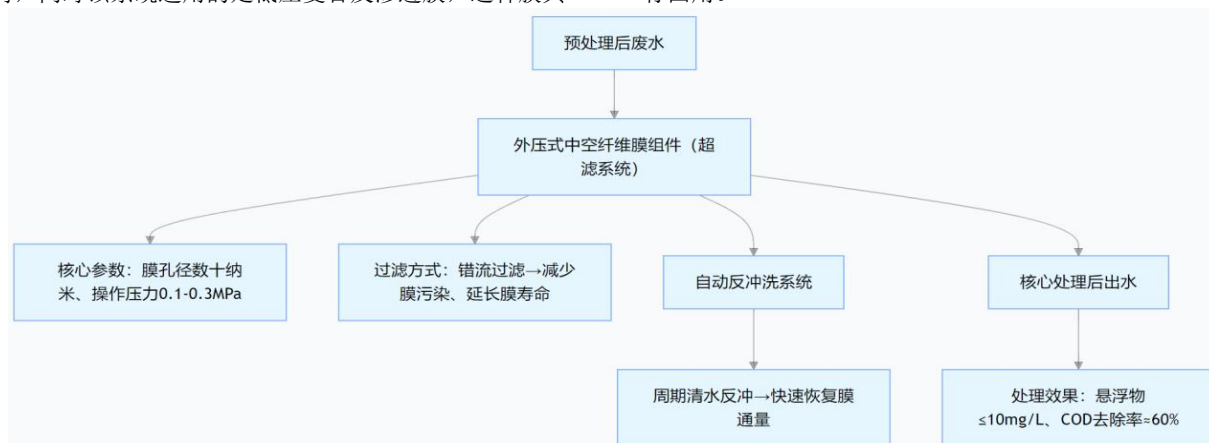 预处理后废水
外压式中空纤维膜组件（超
滤系统）
核心参数：膜孔径数十纳
米、操作压力0.1-0.3MPa
过滤方式：错流过滤→减少
膜污染、延长膜寿命
自动反冲洗系统
核心处理后出水
周期清水反冲→快速恢复膜
通量
处理效果：悬浮物
≤10mg/L、COD去除率≈60%